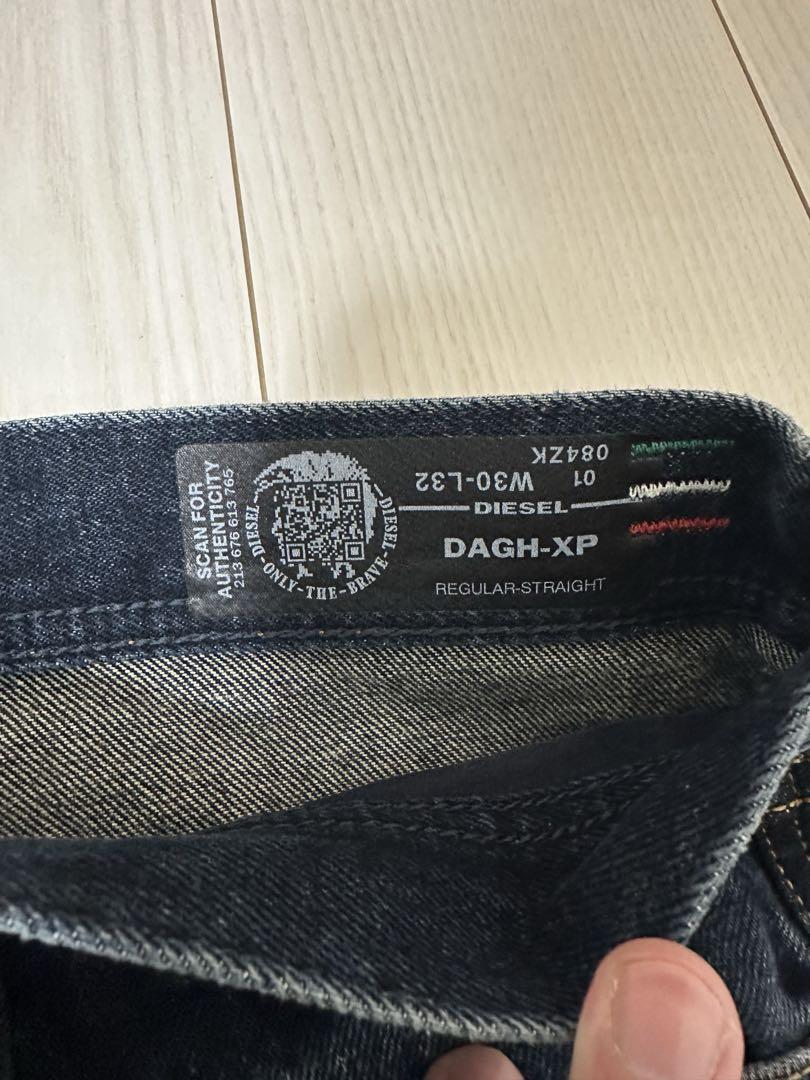 SCAN FOR
AUTHENTICITY
213 676 613 765
DIESEL
DIESEL-ONLY-THE-BRAVE-
084ZK
01
W30-L32
DIESEL
DAGH-XP
REGULAR-STRAIGHT